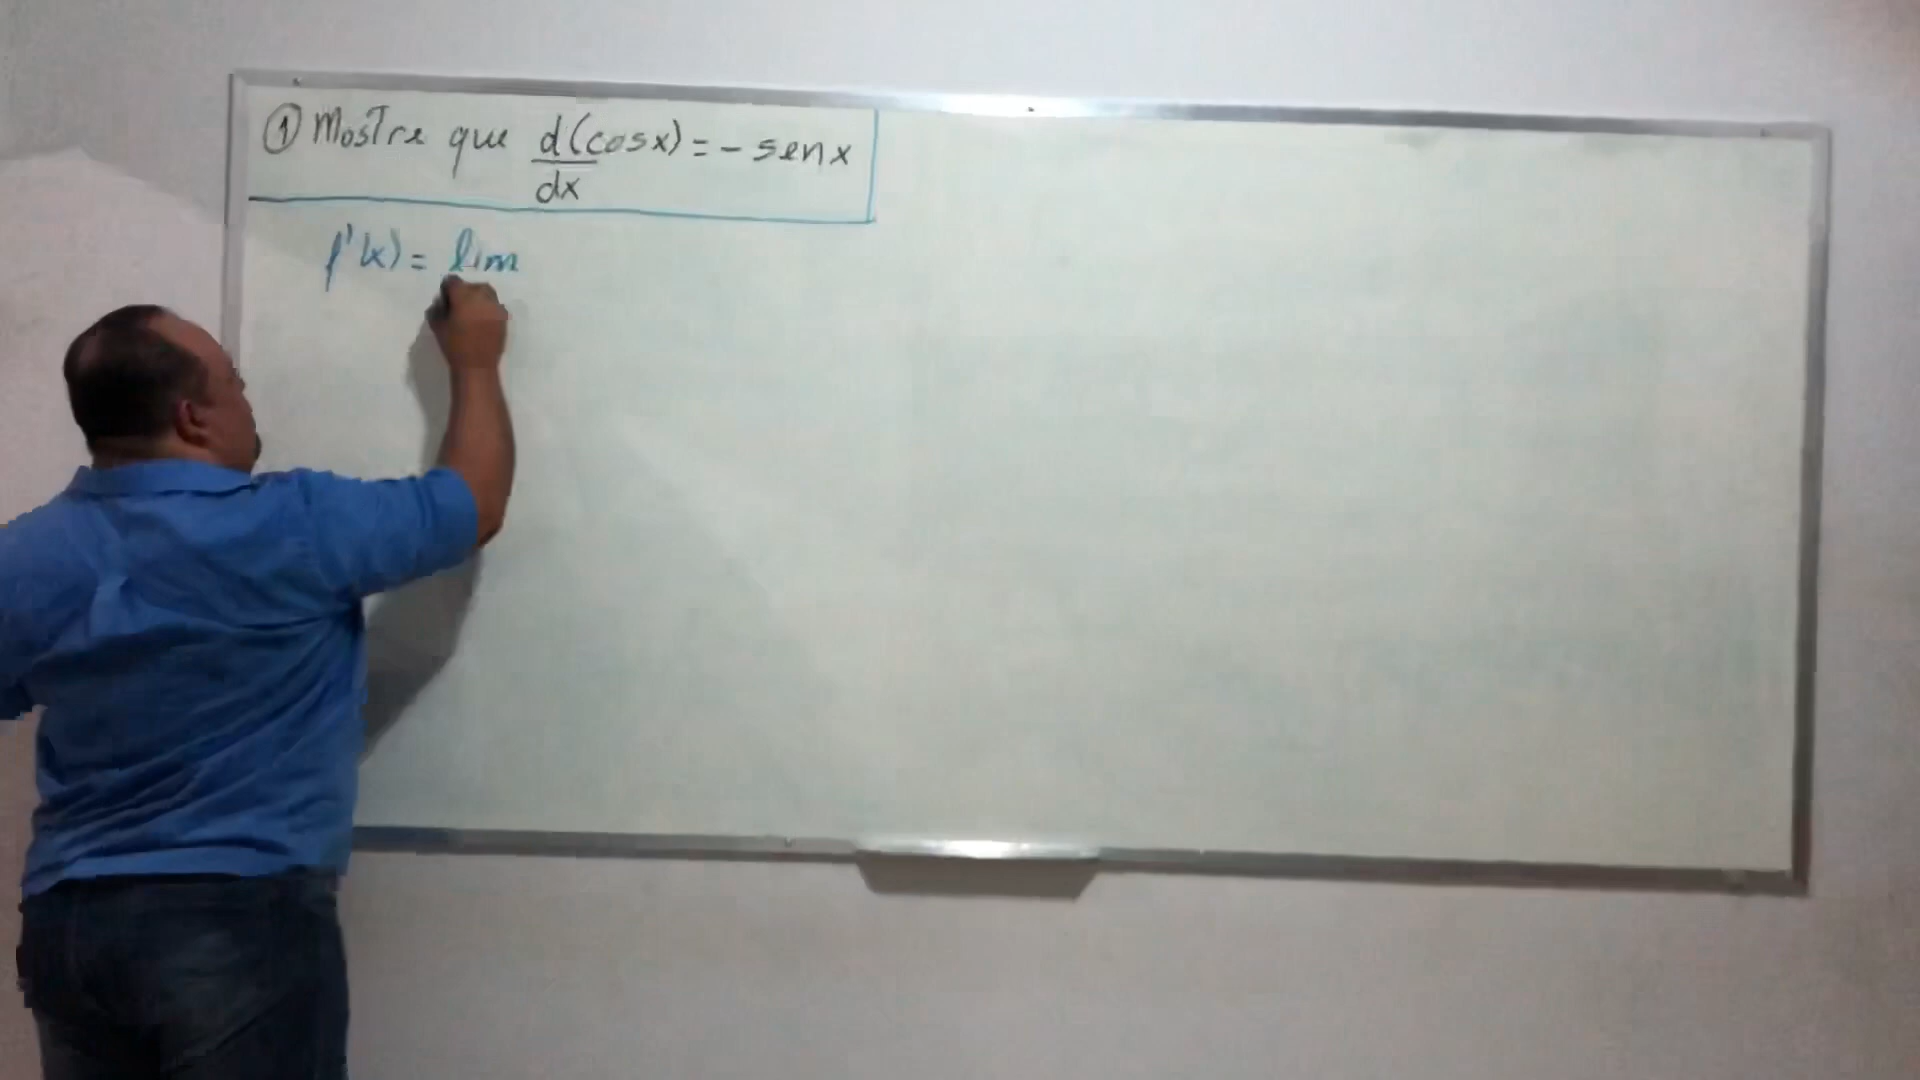 ① Mostre que d(cosx) = - senx
dx
f'(x) = lim